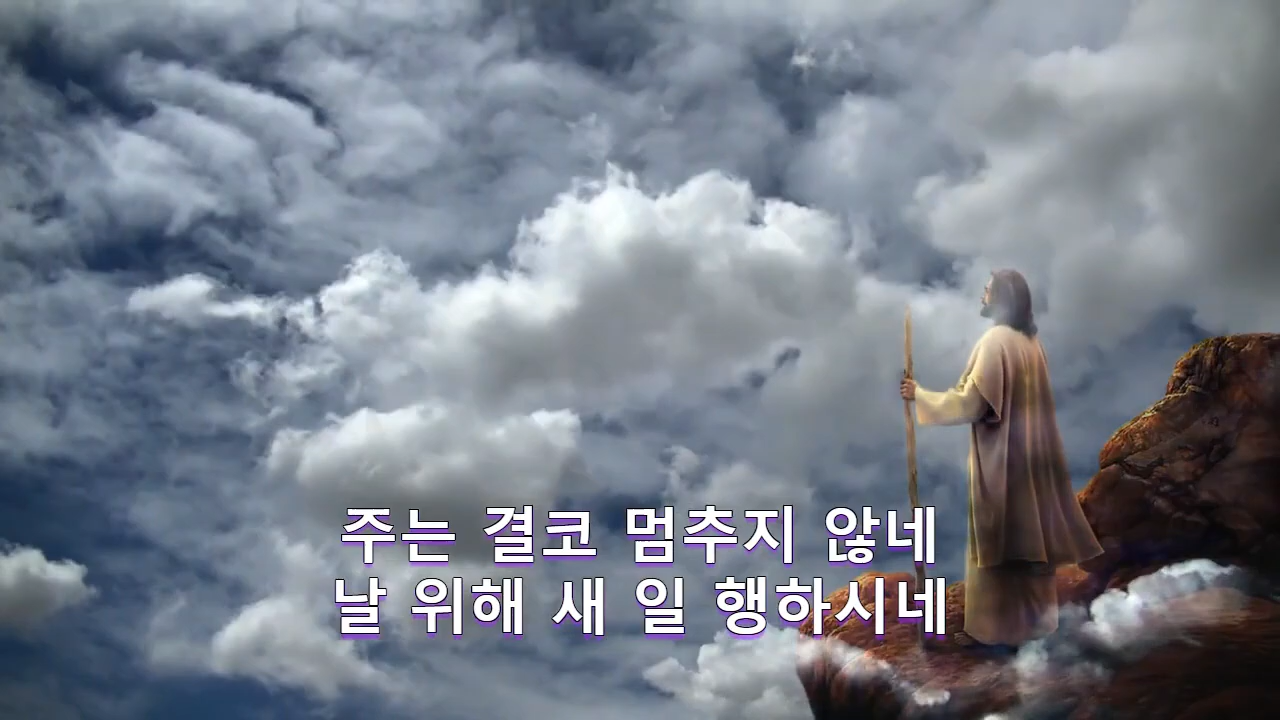 주는 결코 멈추지 않네
날 위해 새 일 행하시네